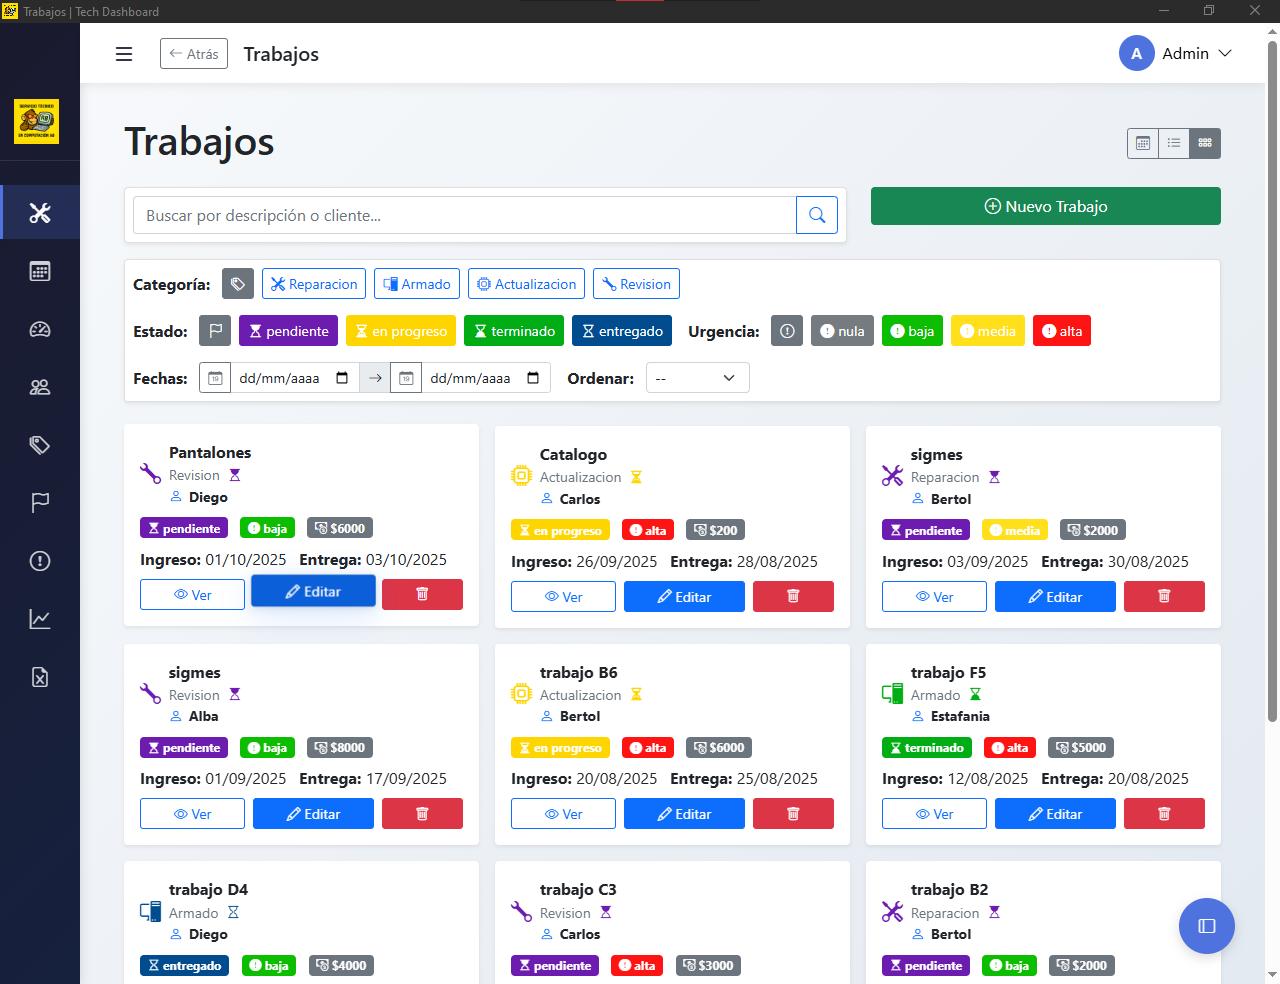 Trabajos | Tech Dashboard
SERVICIO TECNICO
EN COMPUTACION AB
Atrás
Trabajos
A
Admin
Trabajos
Buscar por descripción o cliente...
Nuevo Trabajo
Categoría: Reparacion Armado Actualizacion Revision
Estado: pendiente en progreso terminado entregado Urgencia: nula baja media alta
Fechas: dd/mm/aaaa dd/mm/aaaa Ordenar: --
Pantalones
Revision
Diego
pendiente baja $6000
Ingreso: 01/10/2025 Entrega: 03/10/2025
Ver Editar
Catalogo
Actualizacion
Carlos
en progreso alta $200
Ingreso: 26/09/2025 Entrega: 28/08/2025
Ver Editar
sigmes
Reparacion
Bertol
pendiente media $2000
Ingreso: 03/09/2025 Entrega: 30/08/2025
Ver Editar
sigmes
Revision
Alba
pendiente baja $8000
Ingreso: 01/09/2025 Entrega: 17/09/2025
Ver Editar
trabajo B6
Actualizacion
Bertol
en progreso alta $6000
Ingreso: 20/08/2025 Entrega: 25/08/2025
Ver Editar
trabajo F5
Armado
Estafania
terminado alta $5000
Ingreso: 12/08/2025 Entrega: 20/08/2025
Ver Editar
trabajo D4
Armado
Diego
entregado baja $4000
trabajo C3
Revision
Carlos
pendiente alta $3000
trabajo B2
Reparacion
Bertol
pendiente baja $2000